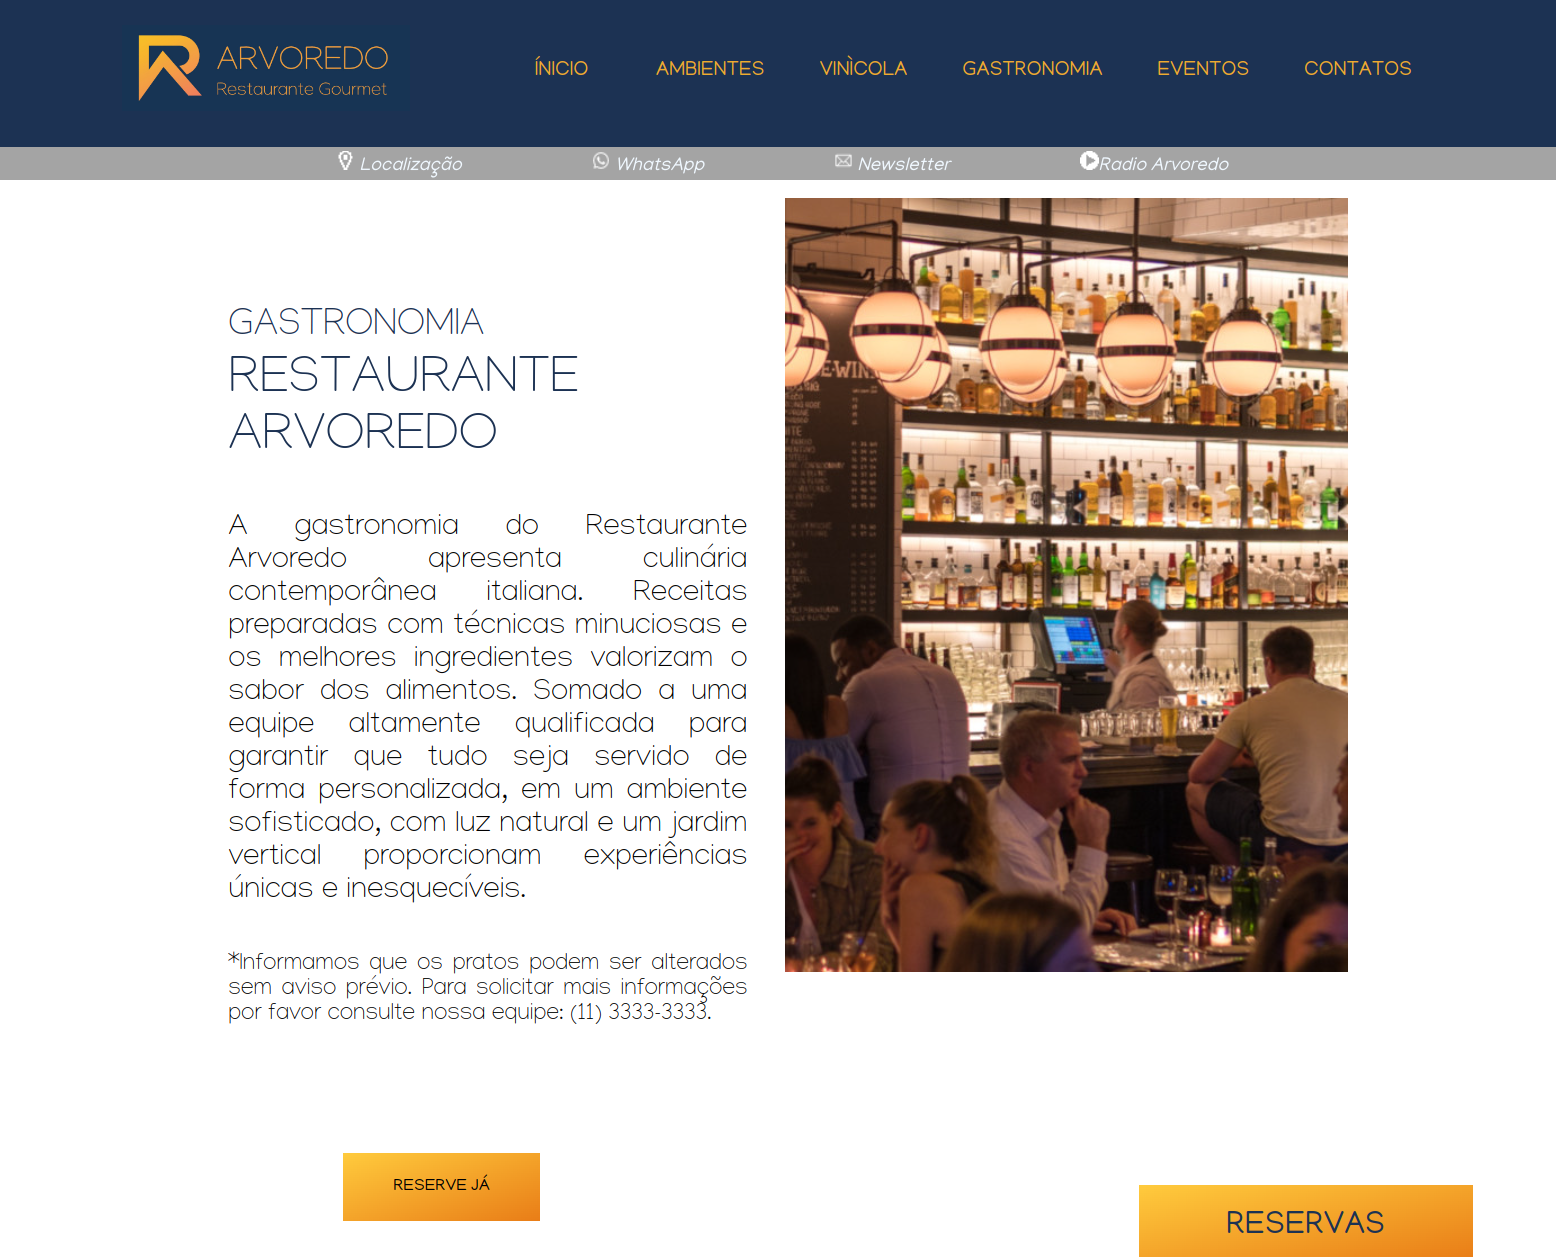 ARVOREDO
Restaurante Gourmet
ÍNICIO AMBIENTES VINÌCOLA GASTRONOMIA EVENTOS CONTATOS
Localização WhatsApp Newsletter Radio Arvoredo
GASTRONOMIA
RESTAURANTE
ARVOREDO
A gastronomia do Restaurante
Arvoredo apresenta culinária
contemporânea italiana. Receitas
preparadas com técnicas minuciosas e
os melhores ingredientes valorizam o
sabor dos alimentos. Somado a uma
equipe altamente qualificada para
garantir que tudo seja servido de
forma personalizada, em um ambiente
sofisticado, com luz natural e um jardim
vertical proporcionam experiências
únicas e inesquecíveis.
*Informamos que os pratos podem ser alterados
sem aviso prévio. Para solicitar mais informações
por favor consulte nossa equipe: (11) 3333-3333.
RESERVE JÁ
RESERVAS